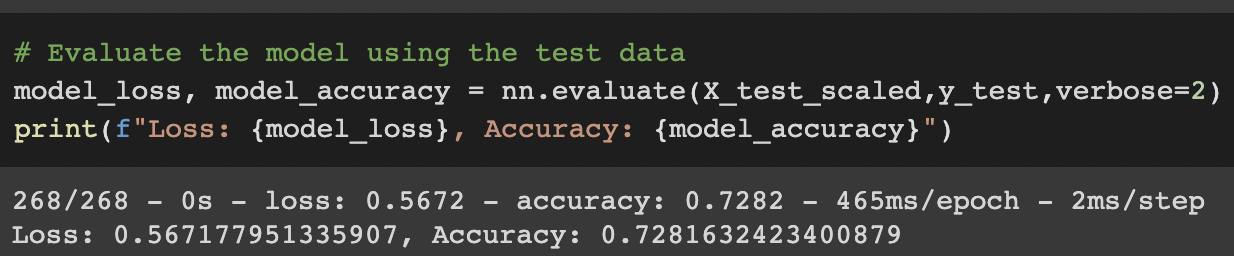 # Evaluate the model using the test data
model_loss, model_accuracy = nn.evaluate(X_test_scaled,y_test,verbose=2)
print(f"Loss: {model_loss}, Accuracy: {model_accuracy}")
268/268 - 0s - loss: 0.5672 - accuracy: 0.7282 - 465ms/epoch - 2ms/step
Loss: 0.567177951335907, Accuracy: 0.7281632423400879